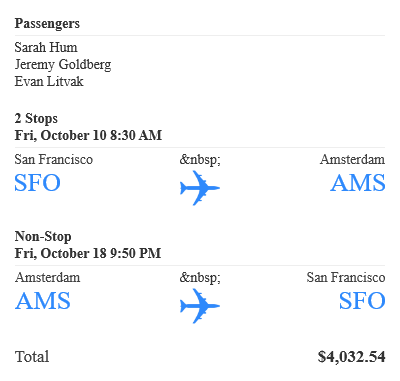 Passengers
Sarah Hum
Jeremy Goldberg
Evan Litvak
2 Stops
Fri, October 10 8:30 AM
San Francisco &nbsp; Amsterdam
SFO AMS
Non-Stop
Fri, October 18 9:50 PM
Amsterdam &nbsp; San Francisco
AMS SFO
Total $4,032.54